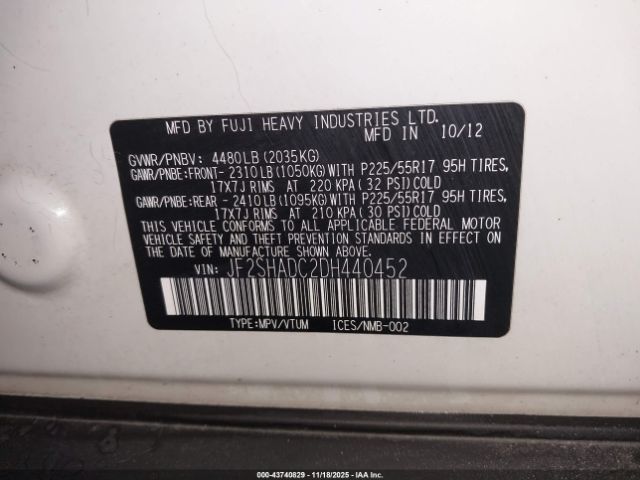 MFD BY FUJI HEAVY INDUSTRIES LTD.
MFD IN 10/12
GVWR/PNBV: 4480LB (2035KG)
GAWR/PNBE:FRONT- 2310LB(1050KG)WITH P225/55R17 95H TIRES,
17X7J RIMS AT 220 KPA (32 PSI)COLD
GAWR/PNBE:REAR - 2410LB(1095KG)WITH P225/55R17 95H TIRES,
17X7J RIMS AT 210 KPA (30 PSI)COLD
THIS VEHICLE CONFORMS TO ALL APPLICABLE FEDERAL MOTOR
VEHICLE SAFETY AND THEFT PREVENTION STANDARDS IN EFFECT
ON THE DATE OF MANUFACTURE SHOWN ABOVE.
VIN: JF2SHADC2DH440452
TYPE:MPV/VTUM ICES/NMB-002
000-43740829 - 11/18/2025 - IAA, Inc.